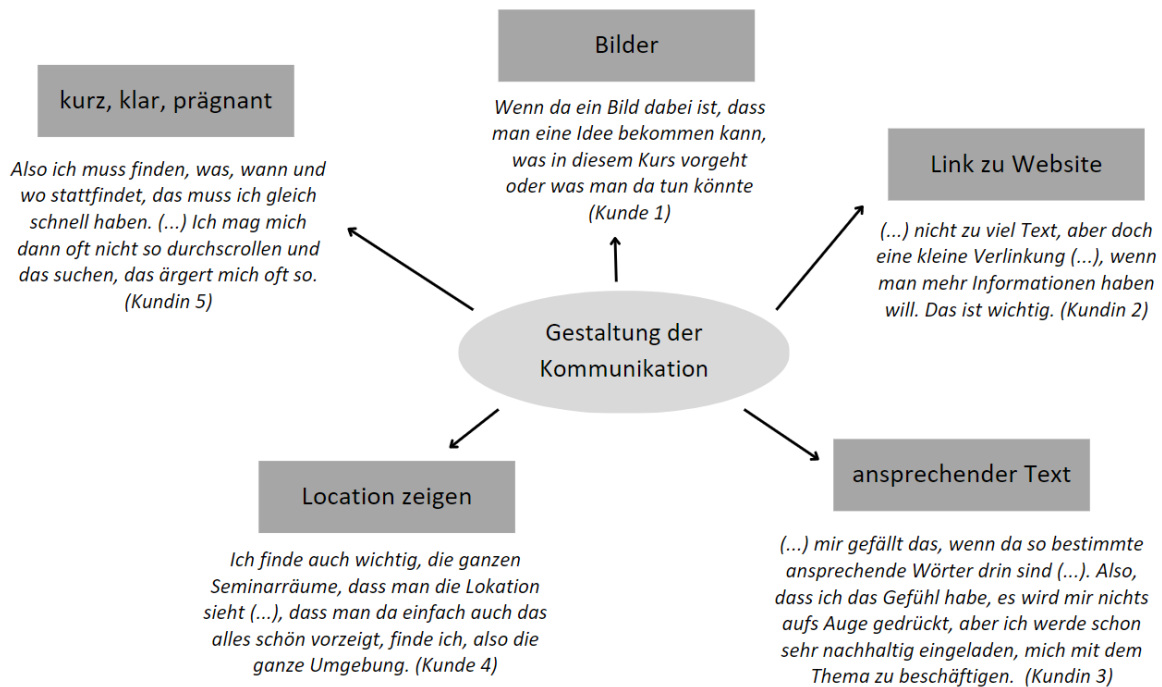 Bilder
Wenn da ein Bild dabei ist, dass
man eine Idee bekommen kann,
was in diesem Kurs vorgeht
oder was man da tun könnte
(Kunde 1)
kurz, klar, prägnant
Also ich muss finden, was, wann und
wo stattfindet, das muss ich gleich
schnell haben. (...) Ich mag mich
dann oft nicht so durchscrollen und
das suchen, das ärgert mich oft so.
(Kundin 5)
Link zu Website
(...) nicht zu viel Text, aber doch
eine kleine Verlinkung (...), wenn
man mehr Informationen haben
will. Das ist wichtig. (Kundin 2)
Gestaltung der
Kommunikation
Location zeigen
Ich finde auch wichtig, die ganzen
Seminarräume, dass man die Lokation
sieht (...), dass man da einfach auch das
alles schön vorzeigt, finde ich, also die
ganze Umgebung. (Kunde 4)
ansprechender Text
(...) mir gefällt das, wenn da so bestimmte
ansprechende Wörter drin sind (...). Also,
dass ich das Gefühl habe, es wird mir nichts
aufs Auge gedrückt, aber ich werde schon
sehr nachhaltig eingeladen, mich mit dem
Thema zu beschäftigen. (Kundin 3)